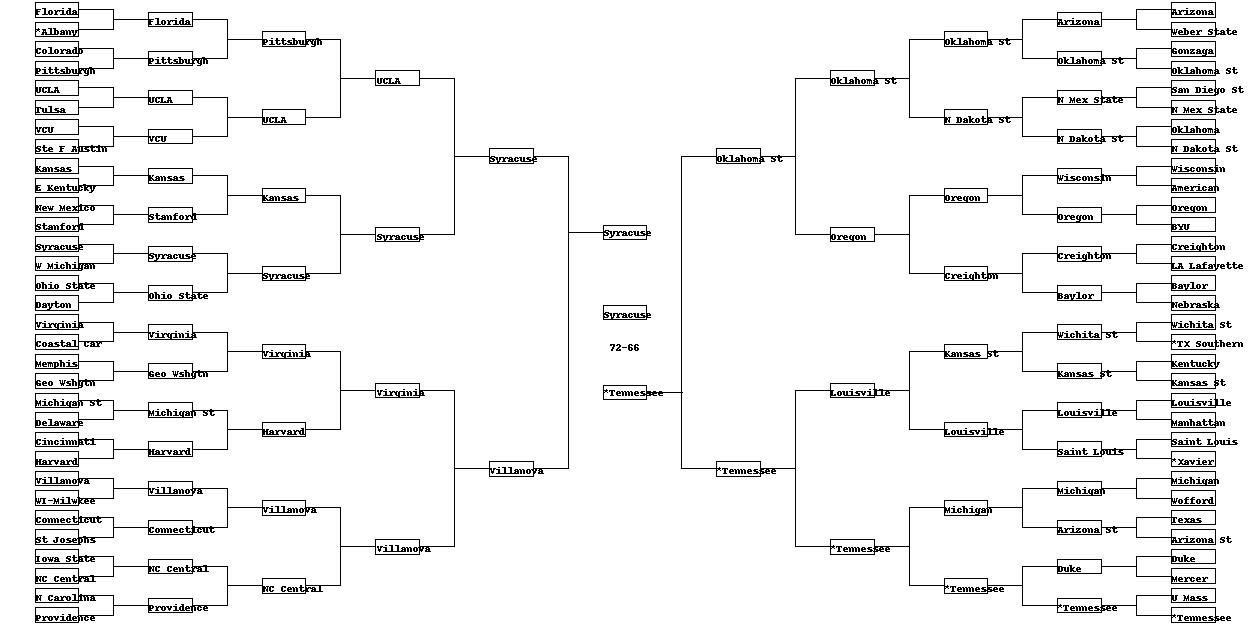 Florida
*Albany
Colorado
Pittsburgh
UCLA
Tulsa
VCU
Ste F Austin
Kansas
E Kentucky
New Mexico
Stanford
Syracuse
W Michigan
Ohio State
Dayton
Virginia
Coastal Car
Memphis
Geo Wshgtn
Michigan St
Delaware
Cincinnati
Harvard
Villanova
WI-Milwkee
Connecticut
St Josephs
Iowa State
NC Central
N Carolina
Providence
Florida
Pittsburgh
UCLA
VCU
Kansas
Stanford
Syracuse
Ohio State
Virginia
Geo Wshgtn
Michigan St
Harvard
Villanova
Connecticut
NC Central
Providence
Pittsburgh
UCLA
Kansas
Syracuse
Virginia
Harvard
Villanova
NC Central
UCLA
Syracuse
Virginia
Villanova
Syracuse
Villanova
Syracuse
Syracuse
72-66
*Tennessee
Oklahoma St
*Tennessee
Oklahoma St
Oregon
Louisville
*Tennessee
Oklahoma St
N Dakota St
Oregon
Creighton
Kansas St
Louisville
Michigan
*Tennessee
Arizona
Oklahoma St
N Mex State
N Dakota St
Wisconsin
Oregon
Creighton
Baylor
Wichita St
Kansas St
Louisville
Saint Louis
Michigan
Arizona St
Duke
*Tennessee
Arizona
Weber State
Gonzaga
Oklahoma St
San Diego St
N Mex State
Oklahoma
N Dakota St
Wisconsin
American
Oregon
BYU
Creighton
LA Lafayette
Baylor
Nebraska
Wichita St
*TX Southern
Kentucky
Kansas St
Louisville
Manhattan
Saint Louis
*Xavier
Michigan
Wofford
Texas
Arizona St
Duke
Mercer
U Mass
*Tennessee